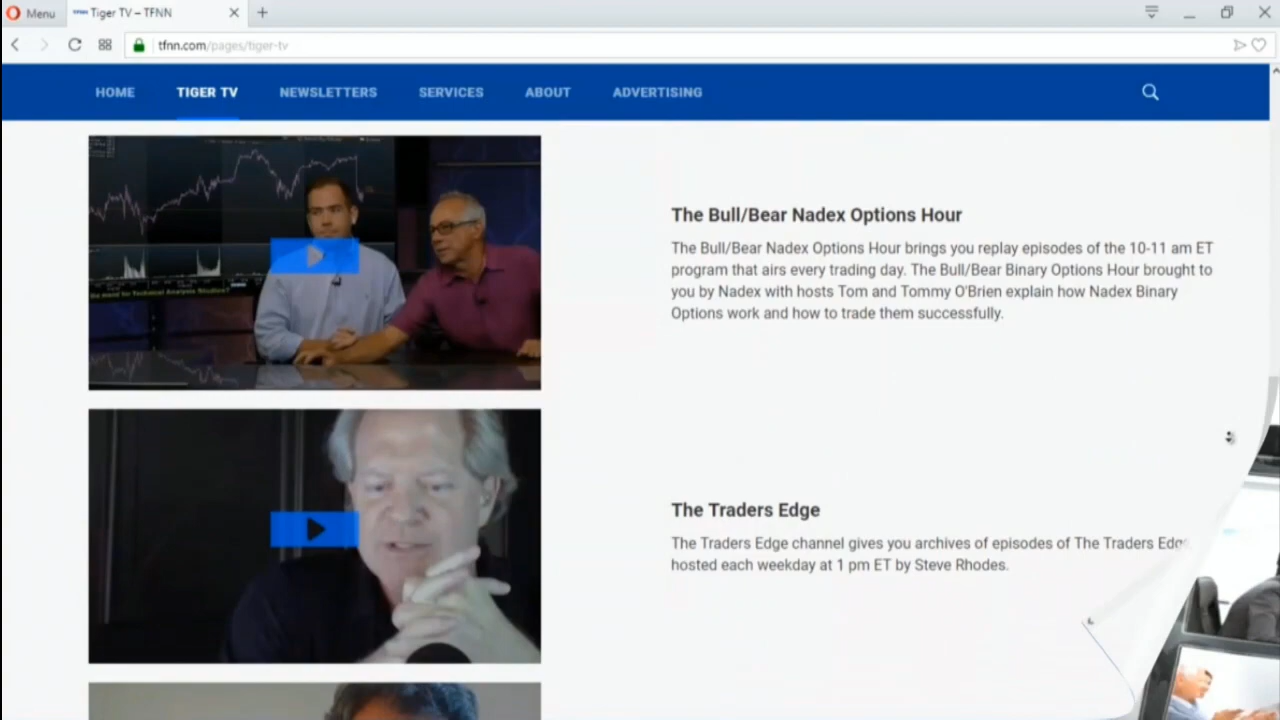 Menu
Tiger TV – TFNN
tfnn.com/pages/tiger-tv
HOME
TIGER TV
NEWSLETTERS
SERVICES
ABOUT
ADVERTISING
The Bull/Bear Nadex Options Hour
The Bull/Bear Nadex Options Hour brings you replay episodes of the 10-11 am ET
program that airs every trading day. The Bull/Bear Binary Options Hour brought to
you by Nadex with hosts Tom and Tommy O'Brien explain how Nadex Binary
Options work and how to trade them successfully.
The Traders Edge
The Traders Edge channel gives you archives of episodes of The Traders Edge
hosted each weekday at 1 pm ET by Steve Rhodes.